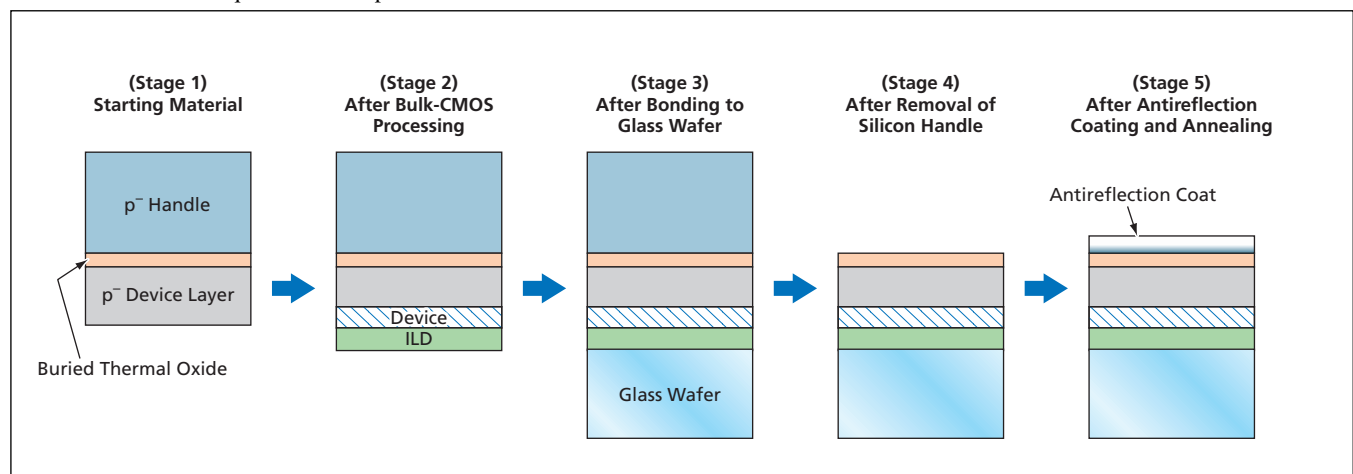 (Stage 1)
Starting Material
(Stage 2)
After Bulk-CMOS
Processing
(Stage 3)
After Bonding to
Glass Wafer
(Stage 4)
After Removal of
Silicon Handle
(Stage 5)
After Antireflection
Coating and Annealing
p⁻ Handle
p⁻ Device Layer
Buried Thermal Oxide
Device
ILD
Glass Wafer
Antireflection Coat